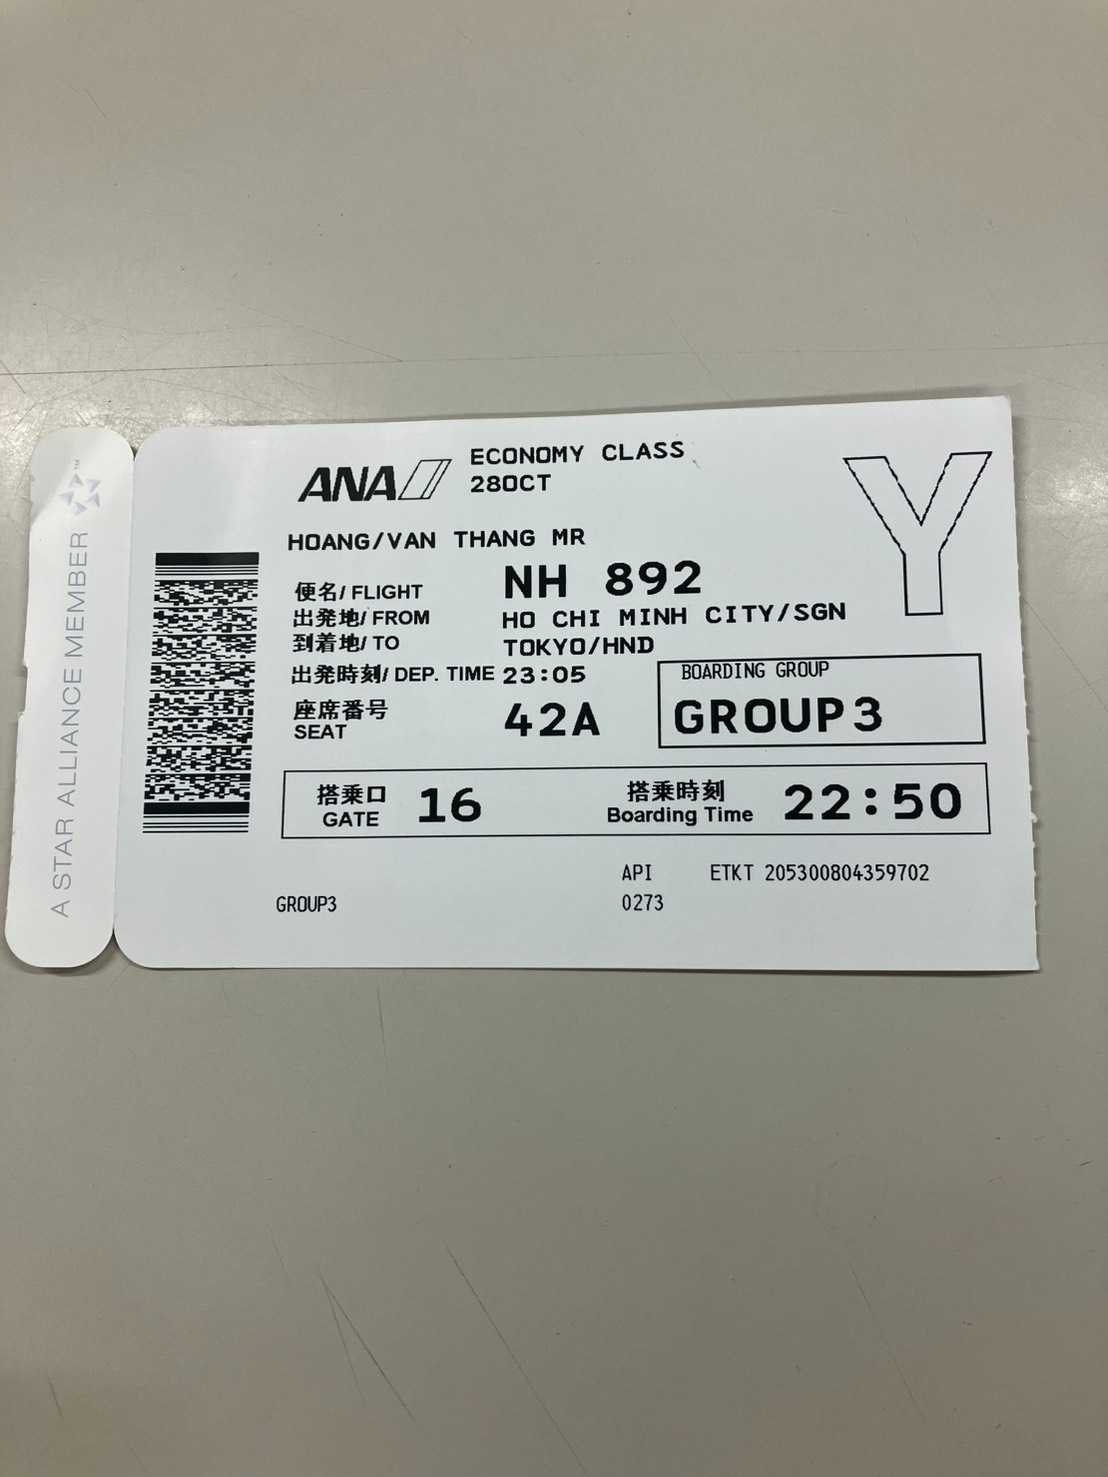 A STAR ALLIANCE MEMBER ™
ANA
ECONOMY CLASS
28OCT
Y
HOANG/VAN THANG MR
便名/ FLIGHT NH 892
出発地/ FROM HO CHI MINH CITY/SGN
到着地/ TO TOKYO/HND
出発時刻/ DEP. TIME 23:05
座席番号
SEAT 42A
BOARDING GROUP
GROUP3
搭乗口
GATE 16
搭乗時刻
Boarding Time 22:50
API ETKT 205300804359702
GROUP3 0273